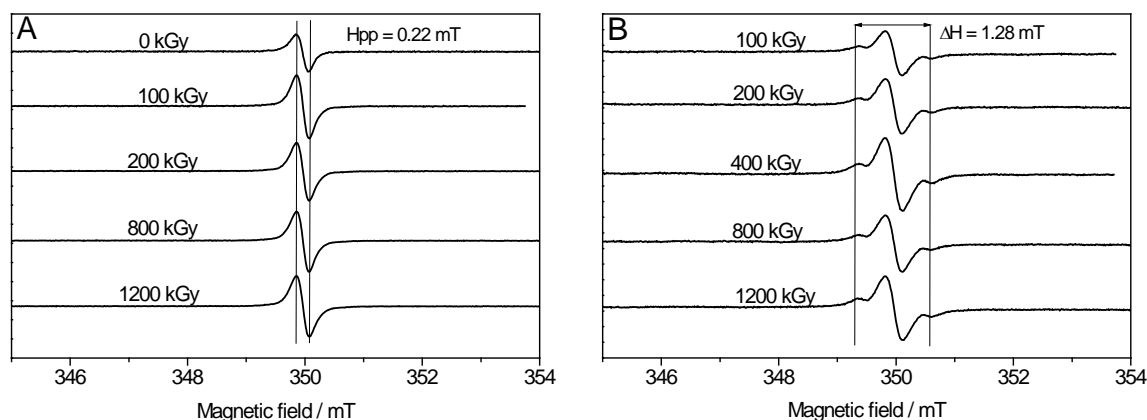 A
Hpp = 0.22 mT
0 kGy
100 kGy
200 kGy
800 kGy
1200 kGy
346 348 350 352 354
Magnetic field / mT
B
ΔH = 1.28 mT
100 kGy
200 kGy
400 kGy
800 kGy
1200 kGy
346 348 350 352 354
Magnetic field / mT